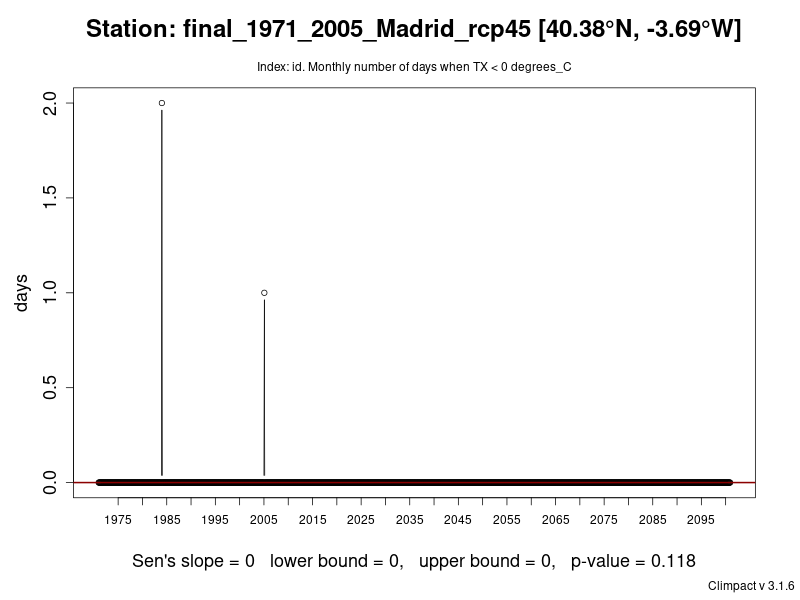 Station: final_1971_2005_Madrid_rcp45 [40.38°N, -3.69°W]
Index: id. Monthly number of days when TX < 0 degrees_C
days
2.0
1.5
1.0
0.5
0.0
1975 1985 1995 2005 2015 2025 2035 2045 2055 2065 2075 2085 2095
Sen's slope = 0 lower bound = 0, upper bound = 0, p-value = 0.118
Climpact v 3.1.6